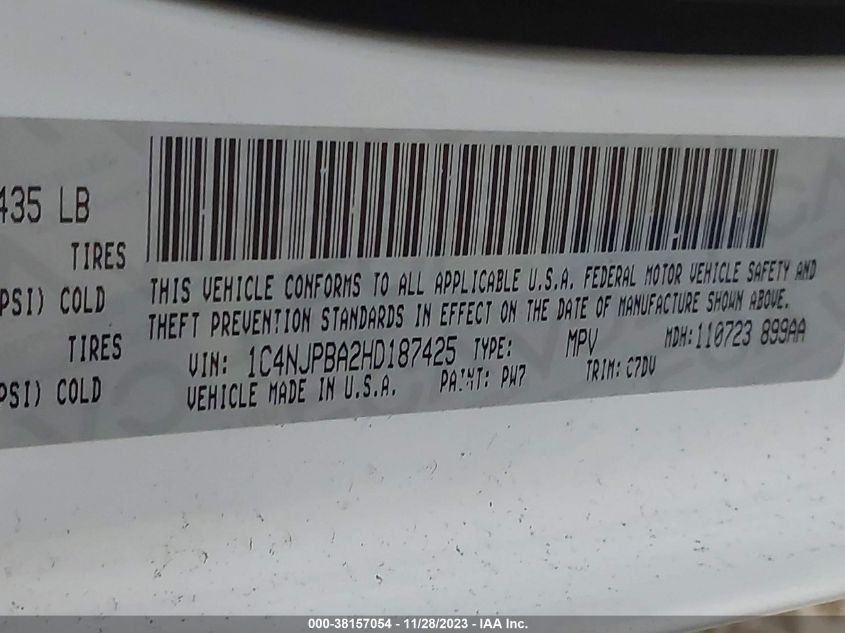 435 LB
TIRES
PSI) COLD
TIRES
PSI) COLD
THIS VEHICLE CONFORMS TO ALL APPLICABLE U.S.A. FEDERAL MOTOR VEHICLE SAFETY AND
THEFT PREVENTION STANDARDS IN EFFECT ON THE DATE OF MANUFACTURE SHOWN ABOVE.
VIN: 1C4NJPBA2HD187425 TYPE: MPV MDH: 110723 899AA
VEHICLE MADE IN U.S.A. PAINT: PW7 TRIM: C7DV
000-38157054 - 11/28/2023 - IAA Inc.